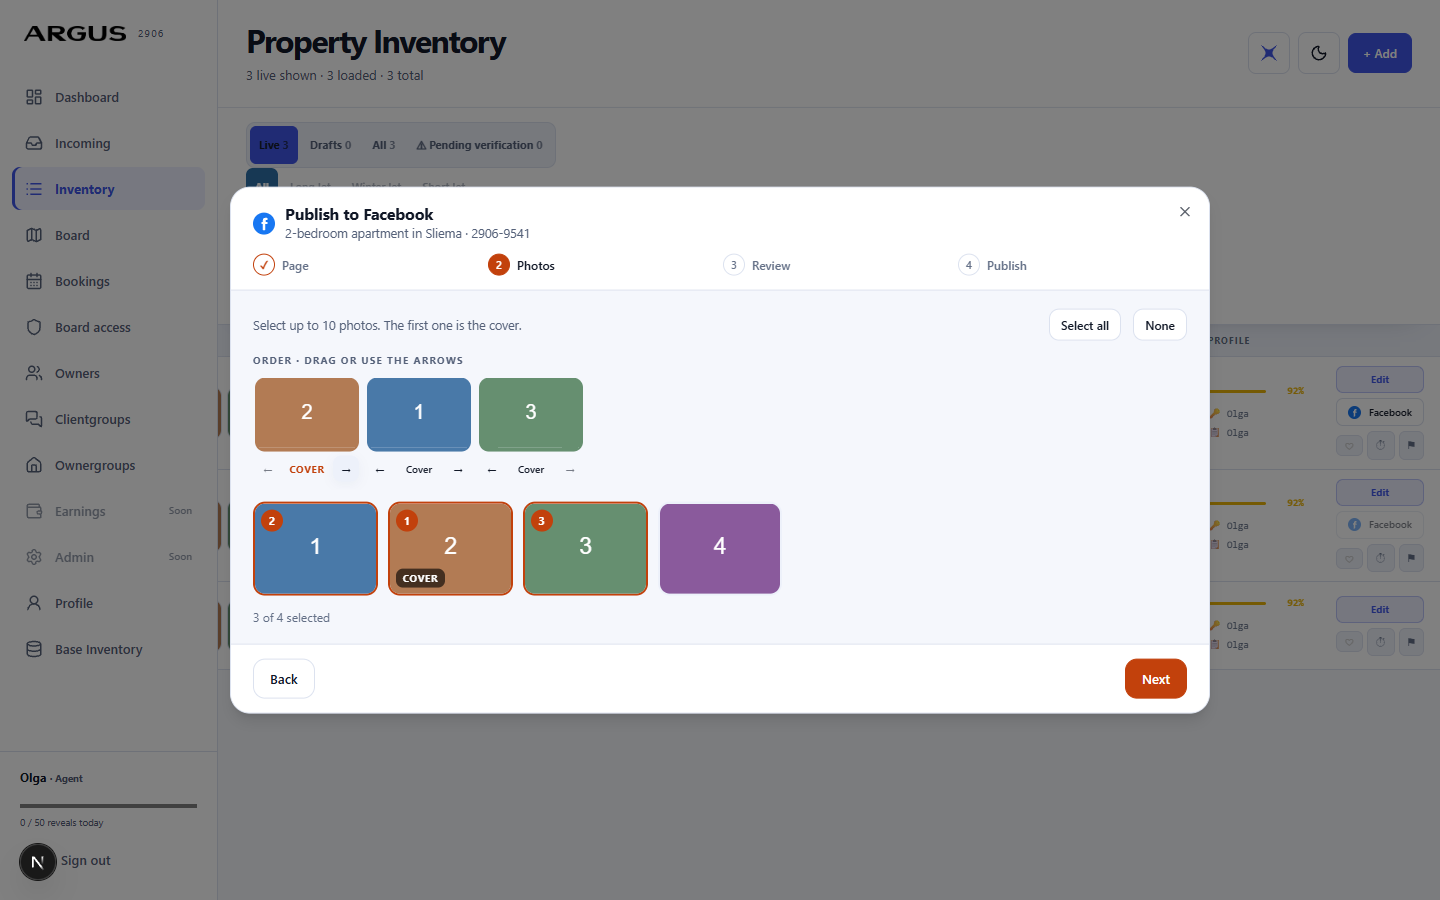 ARGUS 2906
Dashboard
Incoming
Inventory
Board
Bookings
Board access
Owners
Clientgroups
Ownergroups
Earnings Soon
Admin Soon
Profile
Base Inventory
Olga · Agent
0 / 50 reveals today
N Sign out
Property Inventory
3 live shown · 3 loaded · 3 total
+ Add
Live 3 Drafts 0 All 3 ⚠ Pending verification 0
Publish to Facebook
2-bedroom apartment in Sliema · 2906-9541
✓ Page 2 Photos 3 Review 4 Publish
Select up to 10 photos. The first one is the cover.
Select all None
ORDER · DRAG OR USE THE ARROWS
2 1 3
← COVER → ← Cover → ← Cover →
2 1 1 2 3 3 4
COVER
3 of 4 selected
Back Next
PROFILE
92% Edit
Olga Facebook
Olga
92% Edit
Olga Facebook
Olga
92% Edit
Olga
Olga